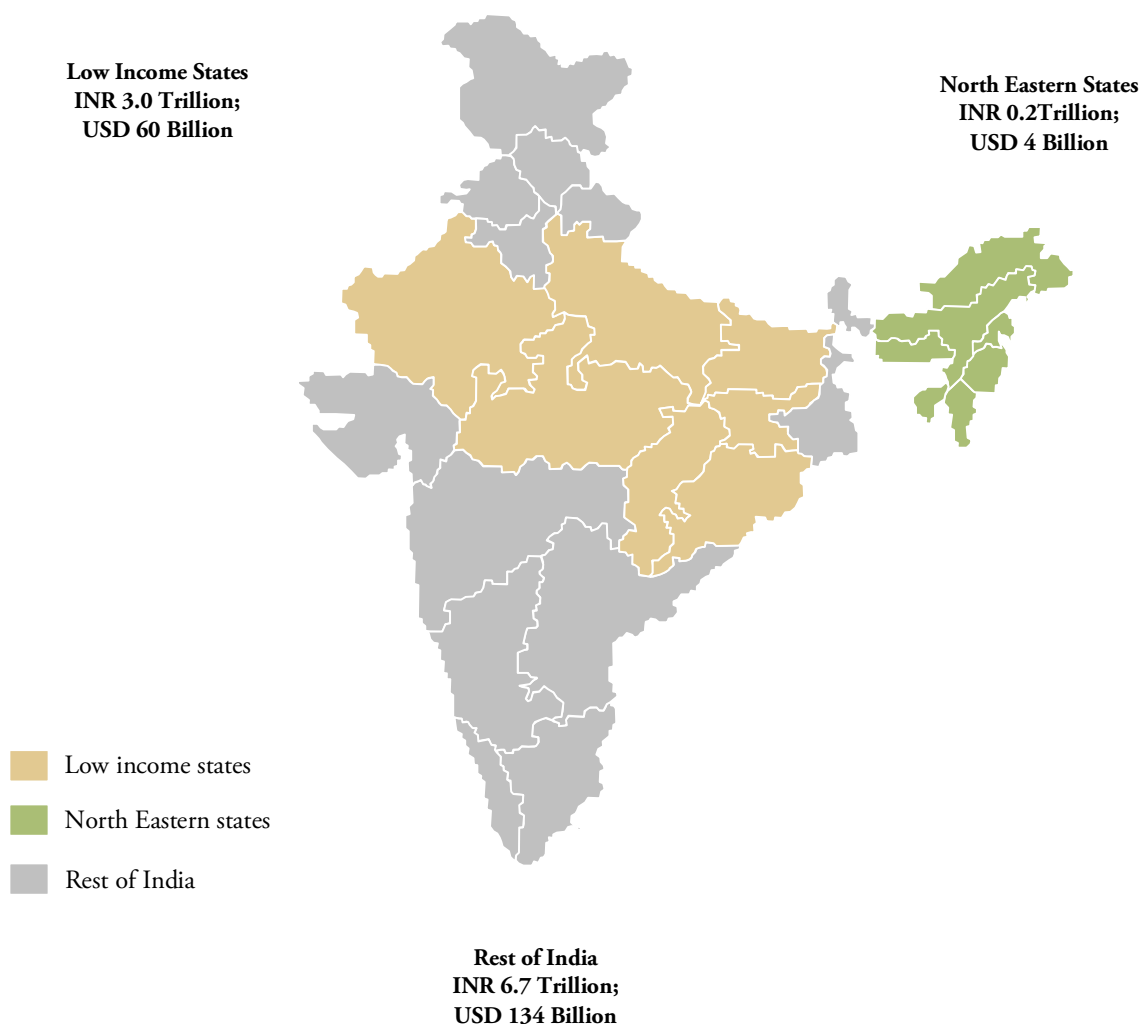 Low Income States
INR 3.0 Trillion;
USD 60 Billion
North Eastern States
INR 0.2Trillion;
USD 4 Billion
Low income states
North Eastern states
Rest of India
Rest of India
INR 6.7 Trillion;
USD 134 Billion